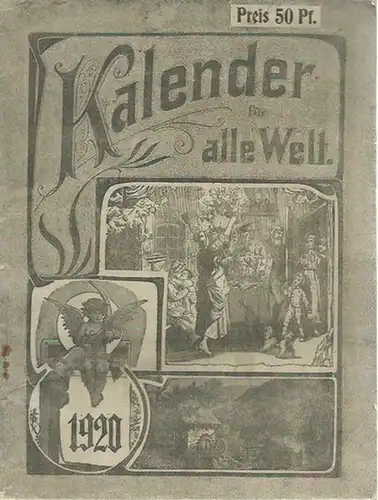 Preis 50 Pf.
Kalender
für
alle Welt.
1920